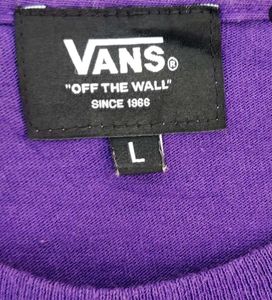 VANS®
"OFF THE WALL"
SINCE 1966
L